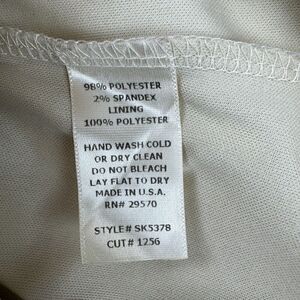 98% POLYESTER
2% SPANDEX
LINING
100% POLYESTER
HAND WASH COLD
OR DRY CLEAN
DO NOT BLEACH
LAY FLAT TO DRY
MADE IN U.S.A.
RN# 29570
STYLE# SK5378
CUT# 1256